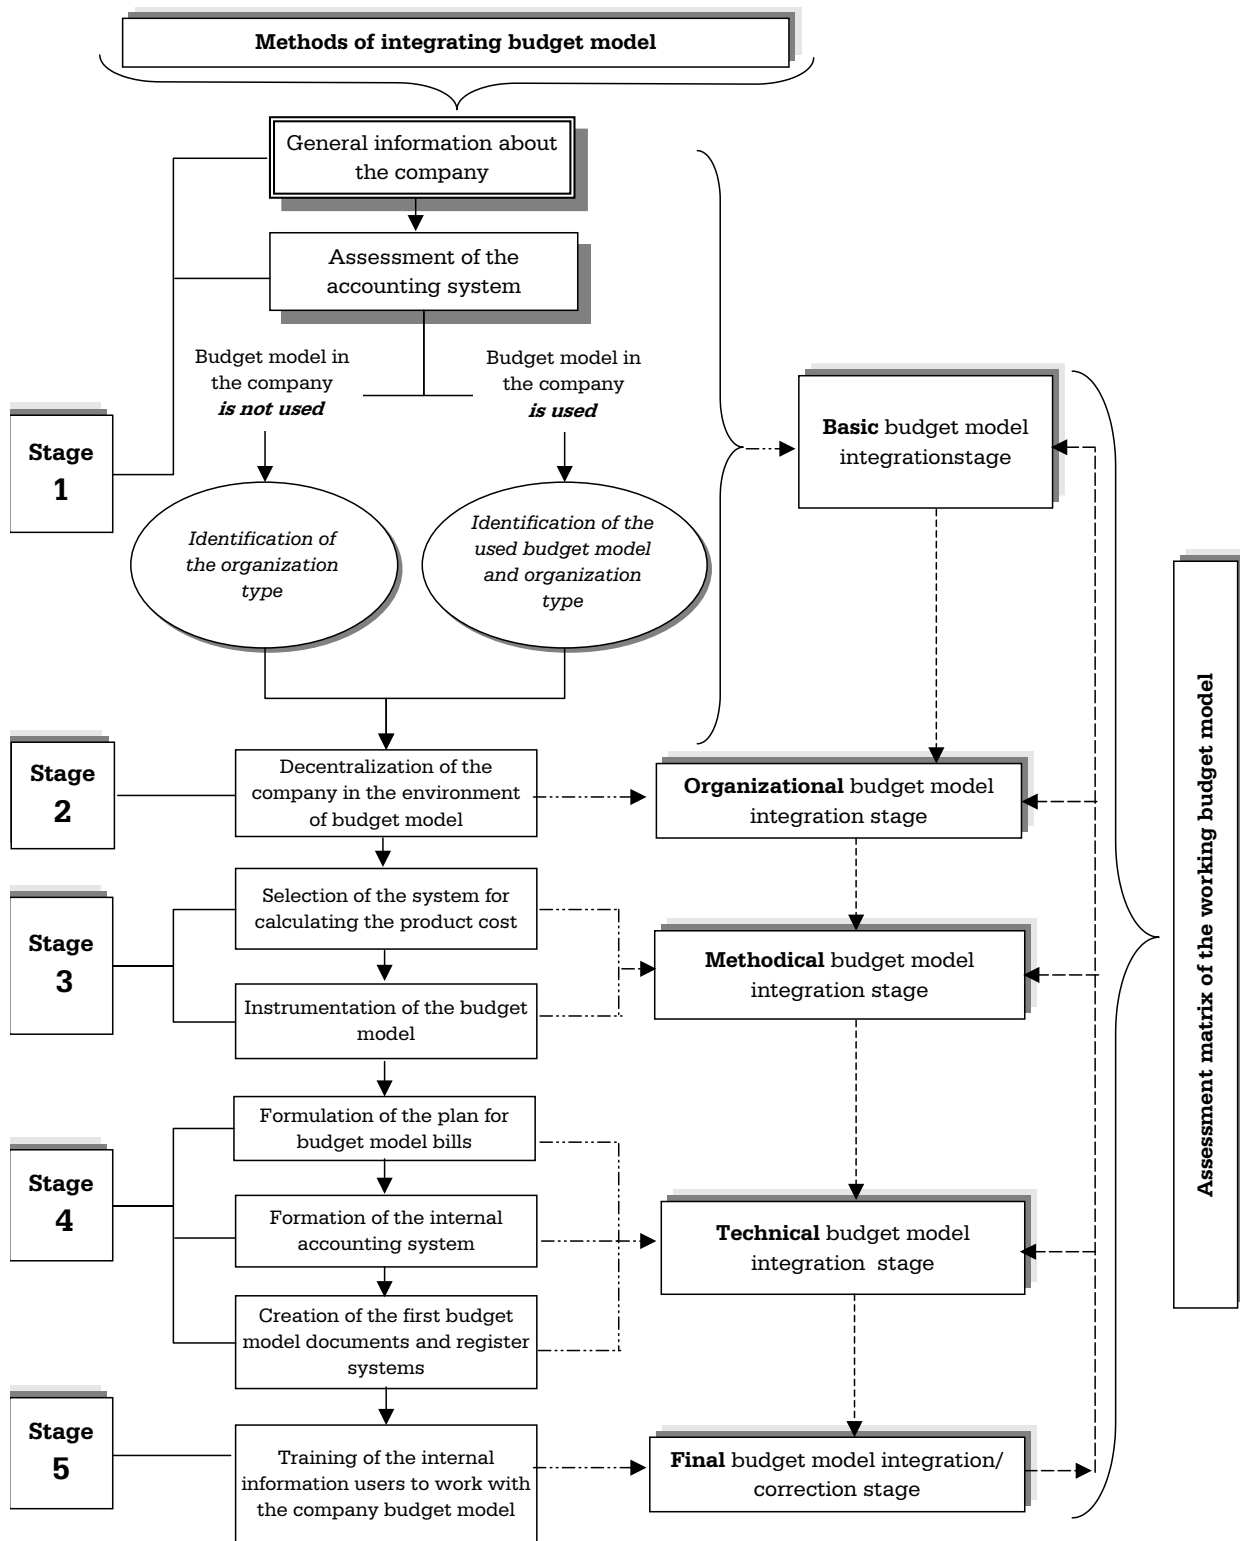 Methods of integrating budget model
General information about
the company
Assessment of the
accounting system
Budget model in
the company
is not used
Budget model in
the company
is used
Stage
1
Identification of
the organization
type
Identification of the
used budget model
and organization
type
Basic budget model
integrationstage
Stage
2
Decentralization of the
company in the environment
of budget model
Organizational budget model
integration stage
Stage
3
Selection of the system for
calculating the product cost
Instrumentation of the budget
model
Methodical budget model
integration stage
Stage
4
Formulation of the plan for
budget model bills
Formation of the internal
accounting system
Creation of the first budget
model documents and register
systems
Technical budget model
integration  stage
Stage
5
Training of the internal
information users to work with
the company budget model
Final budget model integration/
correction stage
Assessment matrix of the working budget model